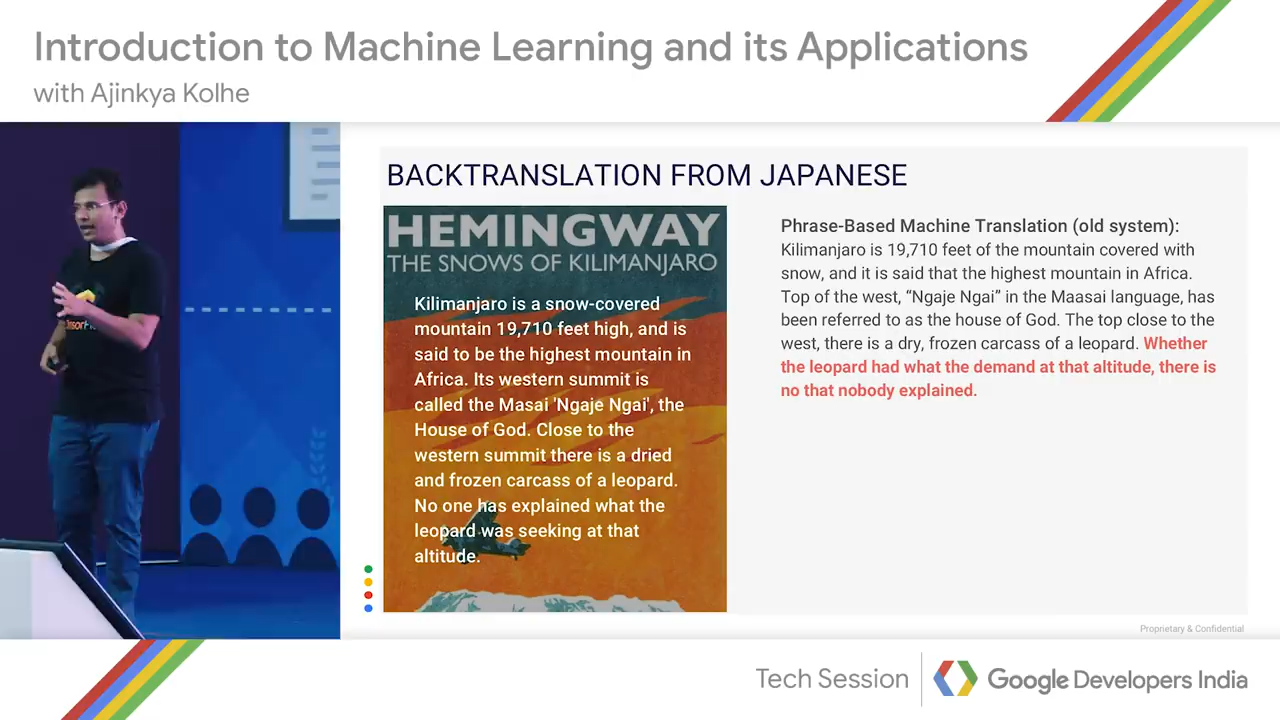 Introduction to Machine Learning and its Applications
with Ajinkya Kolhe
BACKTRANSLATION FROM JAPANESE
HEMINGWAY
THE SNOWS OF KILIMANJARO
Kilimanjaro is a snow-covered
mountain 19,710 feet high, and is
said to be the highest mountain in
Africa. Its western summit is
called the Masai 'Ngaje Ngai', the
House of God. Close to the
western summit there is a dried
and frozen carcass of a leopard.
No one has explained what the
leopard was seeking at that
altitude.
Phrase-Based Machine Translation (old system):
Kilimanjaro is 19,710 feet of the mountain covered with
snow, and it is said that the highest mountain in Africa.
Top of the west, “Ngaje Ngai” in the Maasai language, has
been referred to as the house of God. The top close to the
west, there is a dry, frozen carcass of a leopard. Whether
the leopard had what the demand at that altitude, there is
no that nobody explained.
Proprietary & Confidential
Tech Session
Google Developers India